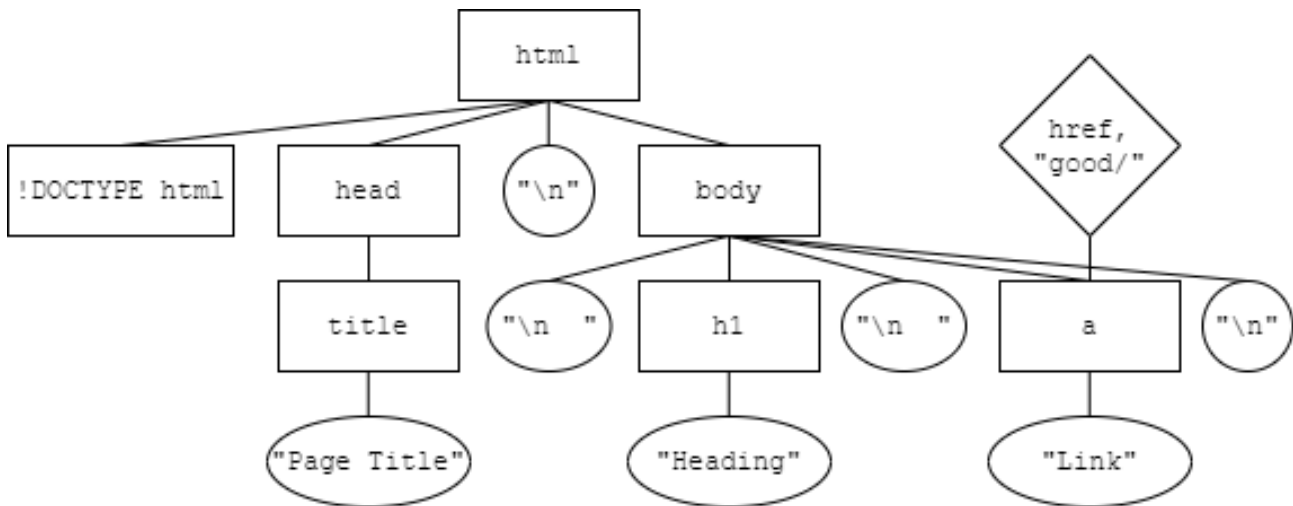 html
!DOCTYPE html
head
"\n"
body
href,
"good/"
title
"\n  "
h1
"\n  "
a
"\n"
"Page Title"
"Heading"
"Link"